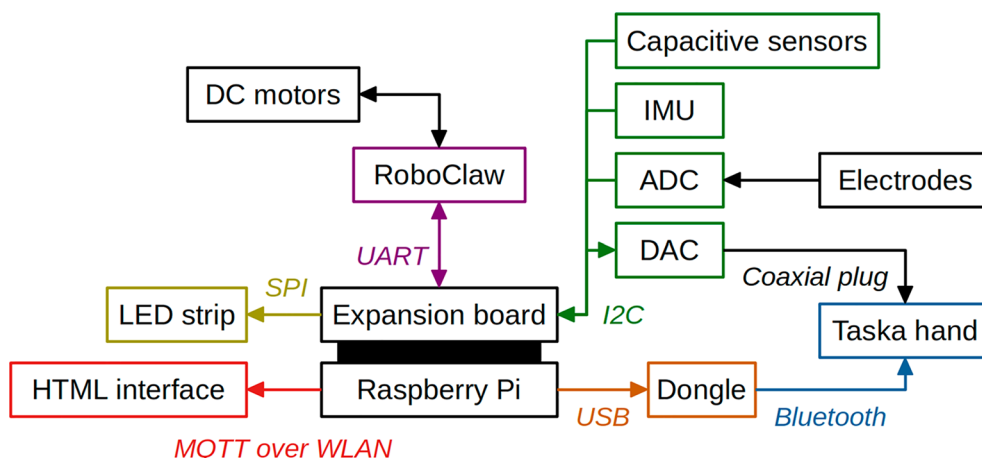 Capacitive sensors
DC motors
IMU
RoboClaw
ADC
Electrodes
UART
DAC
Coaxial plug
SPI
LED strip
Expansion board
I2C
Taska hand
HTML interface
Raspberry Pi
Dongle
USB
Bluetooth
MQTT over WLAN